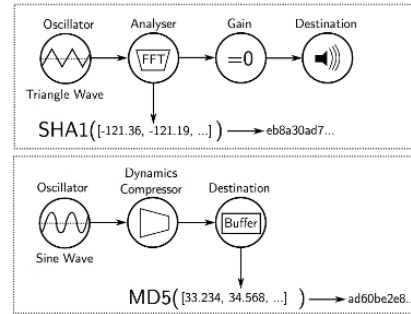 Oscillator Analyser Gain Destination
FFT =0
Triangle Wave
SHA1([-121.36, -121.19, ...]) eb8a30ad7...
Dynamics
Oscillator Compressor Destination
Buffer
Sine Wave
MD5([33.234, 34.568, ...]) ad60be2e8...